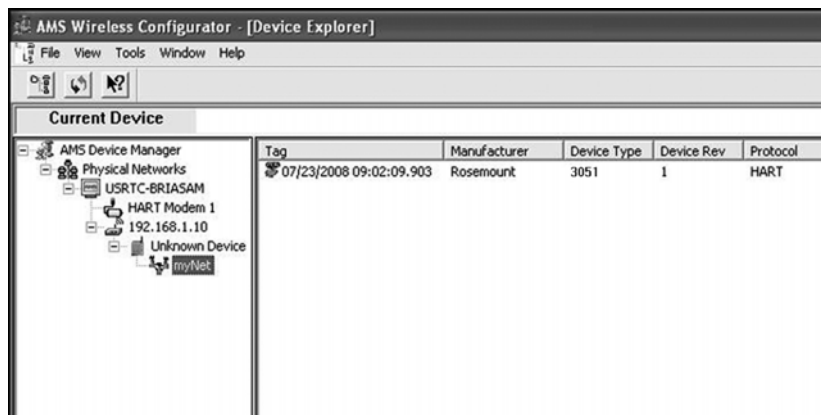 AMS Wireless Configurator - [Device Explorer]
File View Tools Window Help
Current Device
AMS Device Manager
Physical Networks
USRTC-BRIASAM
HART Modem 1
192.168.1.10
Unknown Device
myNet
Tag Manufacturer Device Type Device Rev Protocol
07/23/2008 09:02:09.903 Rosemount 3051 1 HART